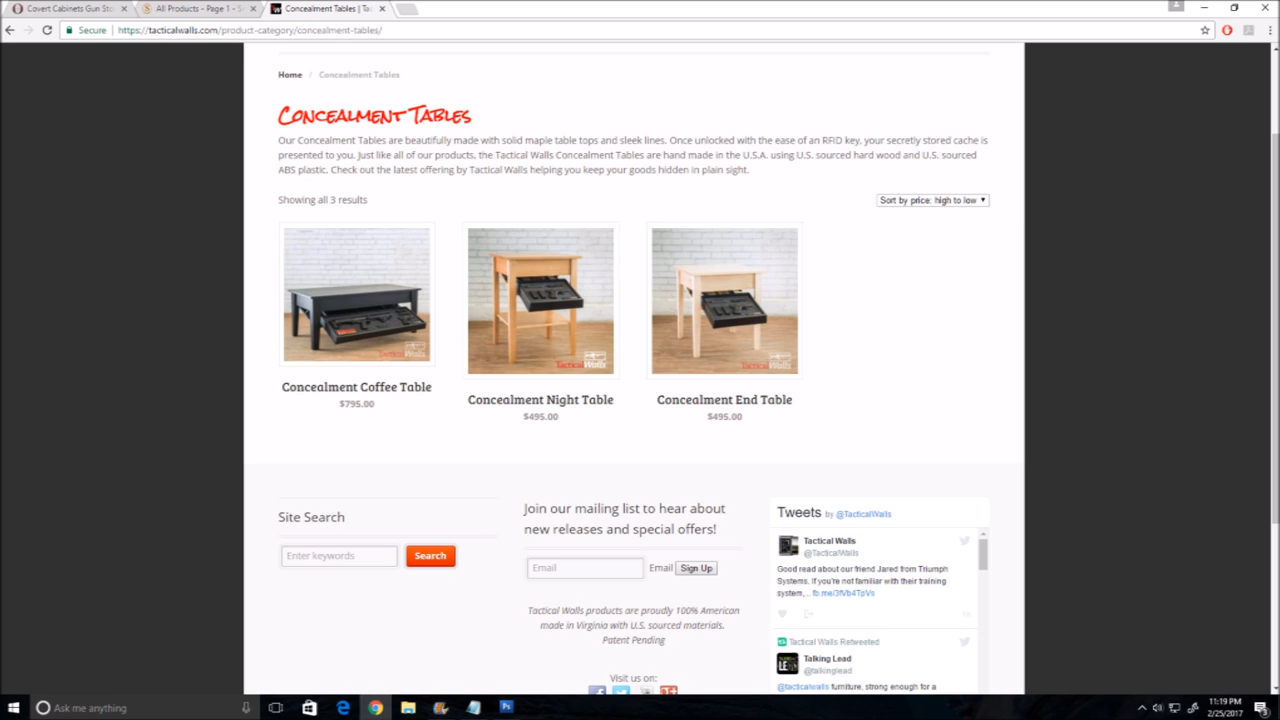 Covert Cabinets Gun Sto
All Products - Page 1 - S
Concealment Tables | Tac
Secure
https://tacticalwalls.com/product-category/concealment-tables/
Home / Concealment Tables
Concealment Tables
Our Concealment Tables are beautifully made with solid maple table tops and sleek lines. Once unlocked with the ease of an RFID key, your secretly stored cache is
presented to you. Just like all of our products, the Tactical Walls Concealment Tables are hand made in the U.S.A. using U.S. sourced hard wood and U.S. sourced
ABS plastic. Check out the latest offering by Tactical Walls helping you keep your goods hidden in plain sight.
Showing all 3 results
Sort by price: high to low
TacticalWalls
TacticalWalls
TacticalWalls
Concealment Coffee Table
$795.00
Concealment Night Table
$495.00
Concealment End Table
$495.00
Site Search
Enter keywords
Search
Join our mailing list to hear about
new releases and special offers!
Email
Email
Sign Up
Tactical Walls products are proudly 100% American
made in Virginia with U.S. sourced materials.
Patent Pending
Visit us on:
Tweets by @TacticalWalls
Tactical Walls
@TacticalWalls
Good read about our friend Jared from Triumph
Systems. If you're not familiar with their training
system,... fb.me/3fVb4TpVs
Tactical Walls Retweeted
Talking Lead
@talkinglead
@tacticalwalls furniture, strong enough for a
Ask me anything
11:19 PM
2/25/2017